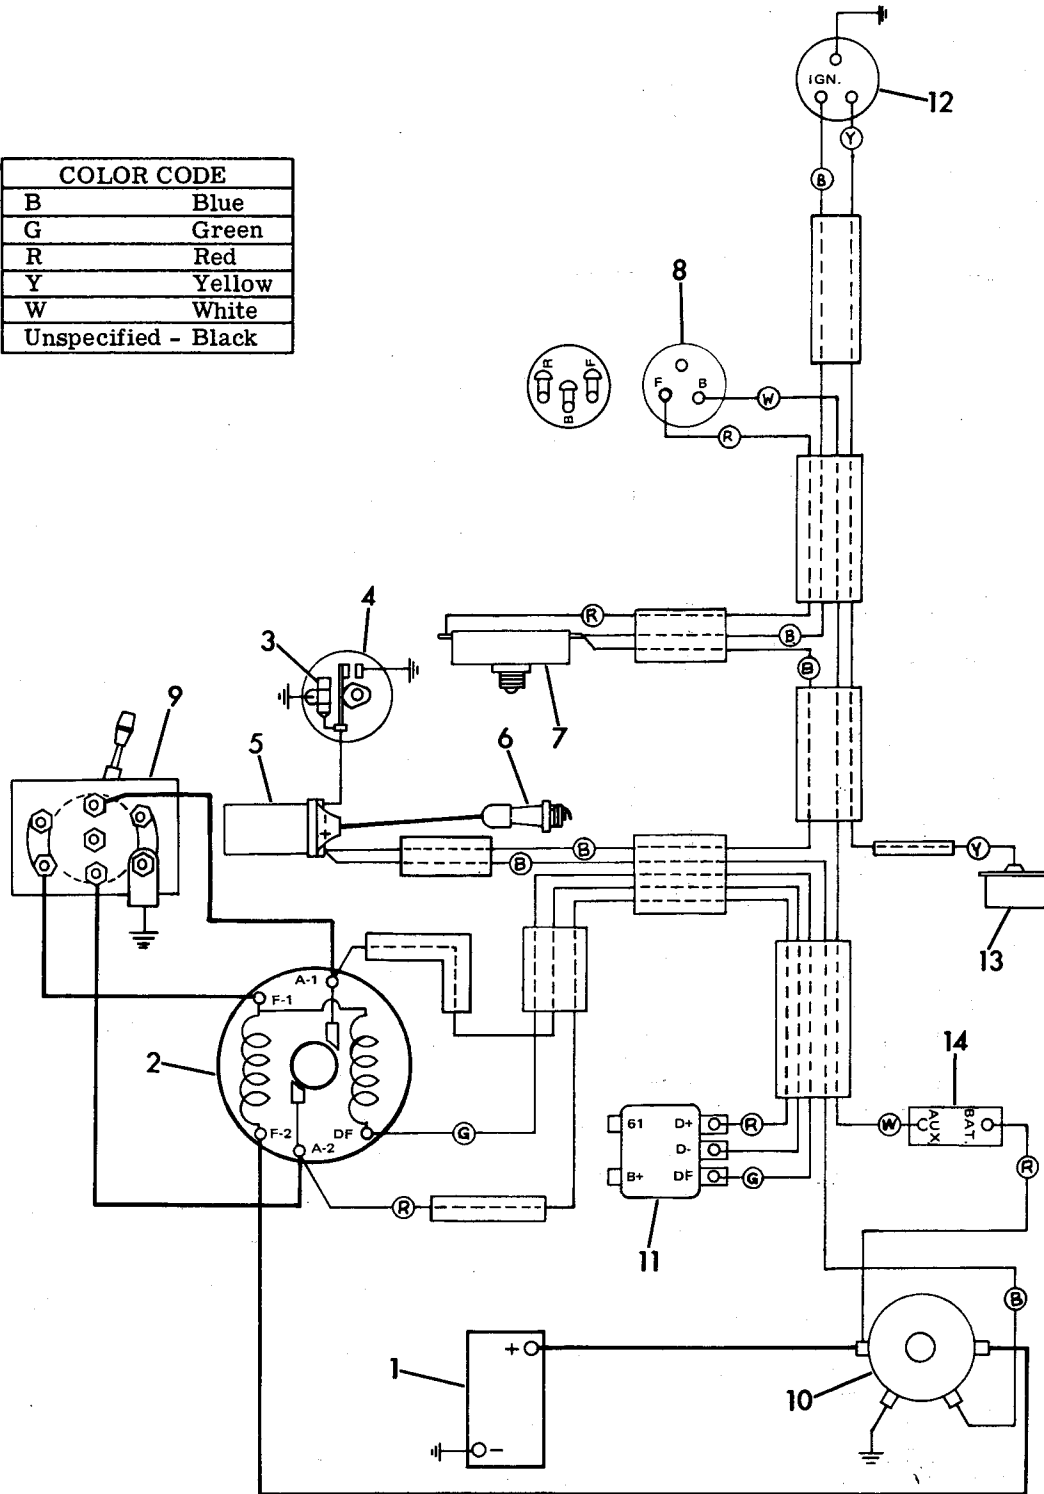 COLOR CODE
B Blue
G Green
R Red
Y Yellow
W White
Unspecified - Black
IGN.
12
Y
B
8
R F
B
F B
W
R
4
3
R
B
B
7
9
5
6
- +
B
B
Y
13
A-1
F-1
2
F-2
DF
A-2
G
R
14
AUX
BAT.
W
R
61 D+
D-
B+ DF
R
G
11
B
1
+
-
10